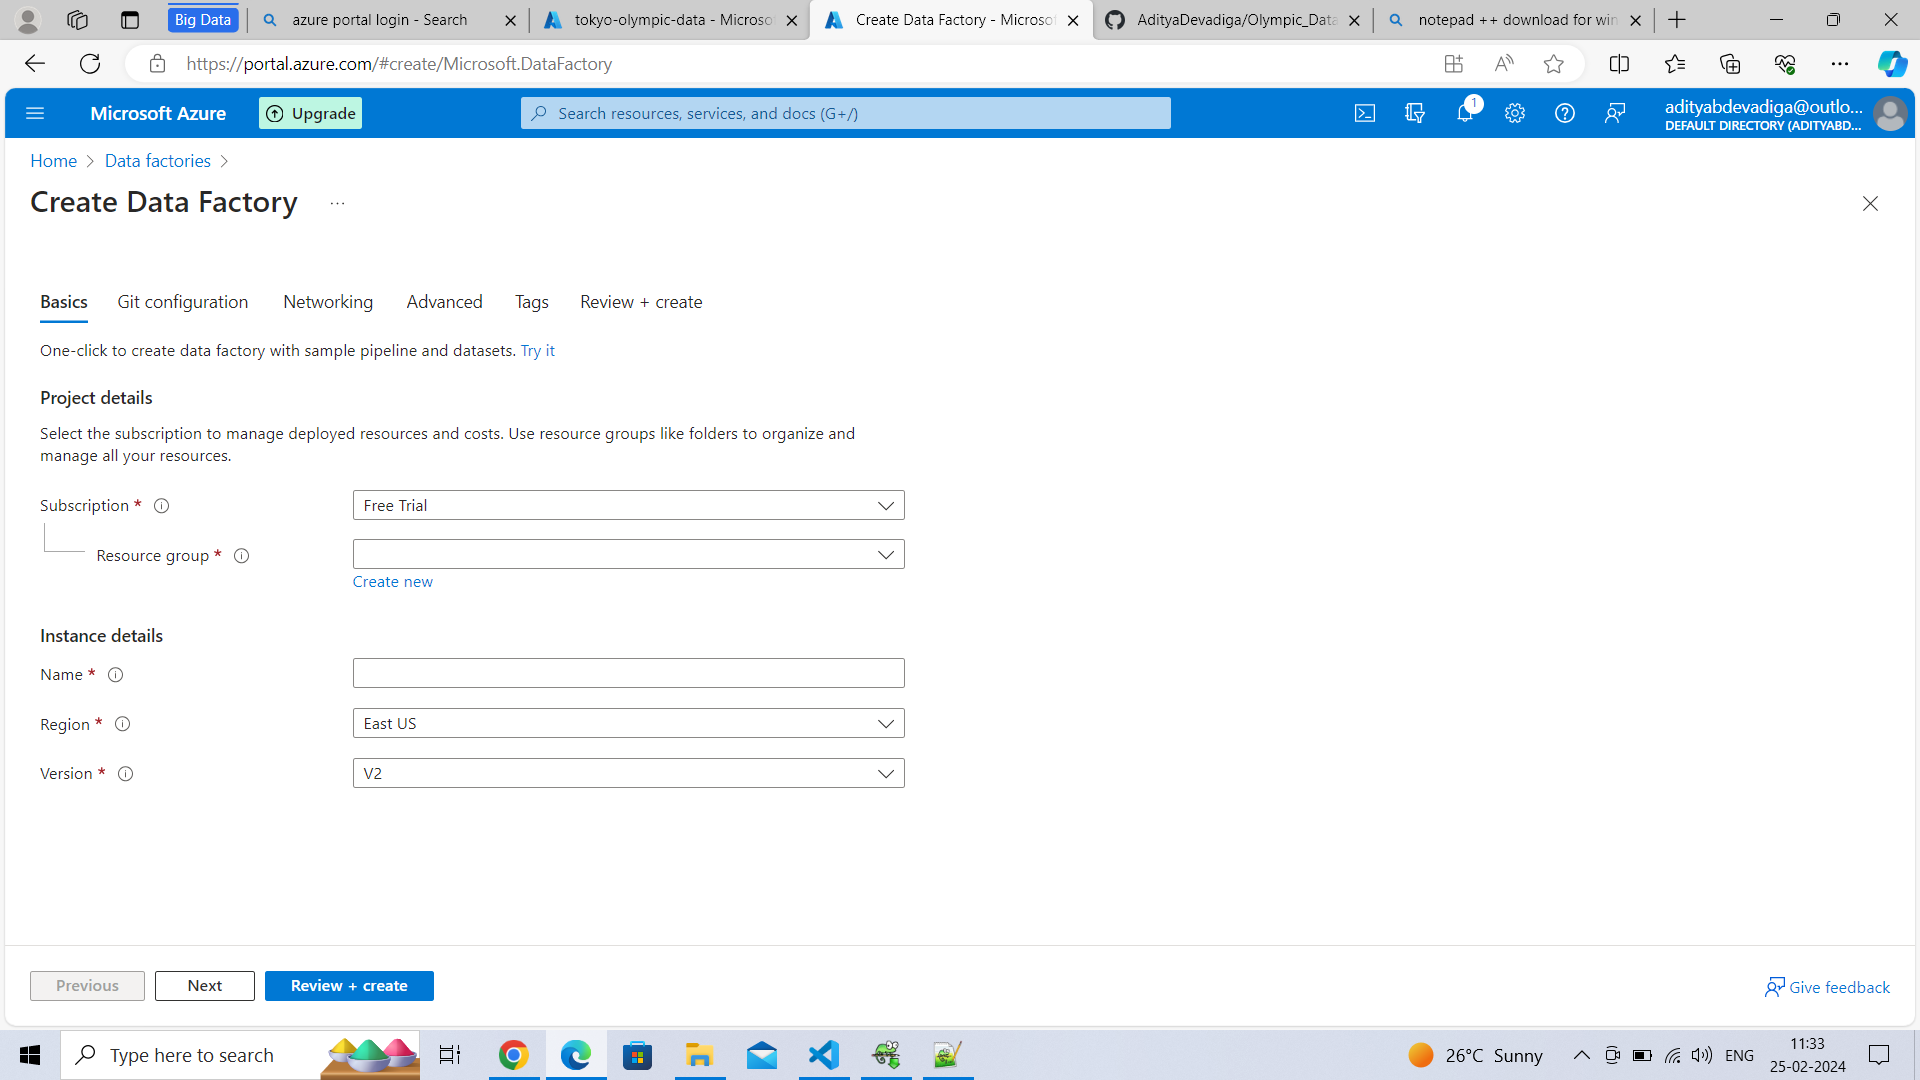 Big Data
azure portal login - Search
tokyo-olympic-data - Microso
Create Data Factory - Microsof
AdityaDevadiga/Olympic_Data
notepad ++ download for win
https://portal.azure.com/#create/Microsoft.DataFactory
Microsoft Azure
Upgrade
Search resources, services, and docs (G+/)
1
adityabdevadiga@outlo...
DEFAULT DIRECTORY (ADITYABD...
Home
Data factories
Create Data Factory
...
Basics
Git configuration
Networking
Advanced
Tags
Review + create
One-click to create data factory with sample pipeline and datasets. Try it
Project details
Select the subscription to manage deployed resources and costs. Use resource groups like folders to organize and
manage all your resources.
Subscription *
Free Trial
Resource group *
Create new
Instance details
Name *
Region *
East US
Version *
V2
Previous
Next
Review + create
Give feedback
Type here to search
26°C Sunny
ENG
11:33
25-02-2024